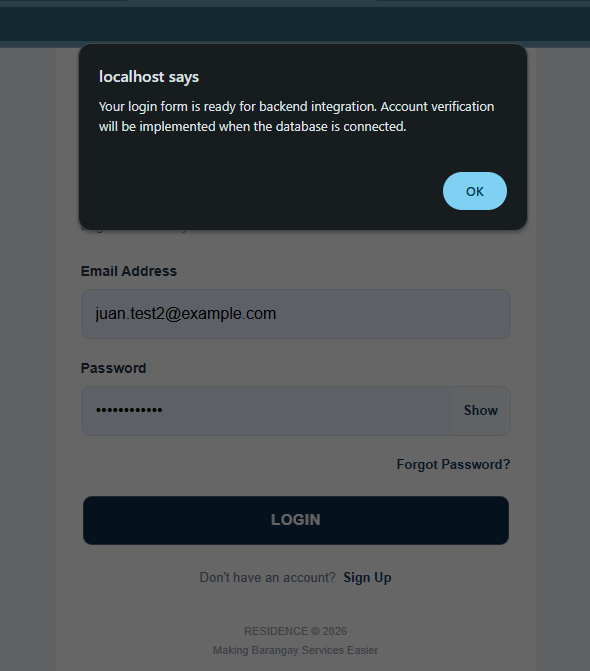 localhost says
Your login form is ready for backend integration. Account verification
will be implemented when the database is connected.
OK
Email Address
juan.test2@example.com
Password
••••••••••••
Show
Forgot Password?
LOGIN
Don't have an account? Sign Up
RESIDENCE © 2026
Making Barangay Services Easier